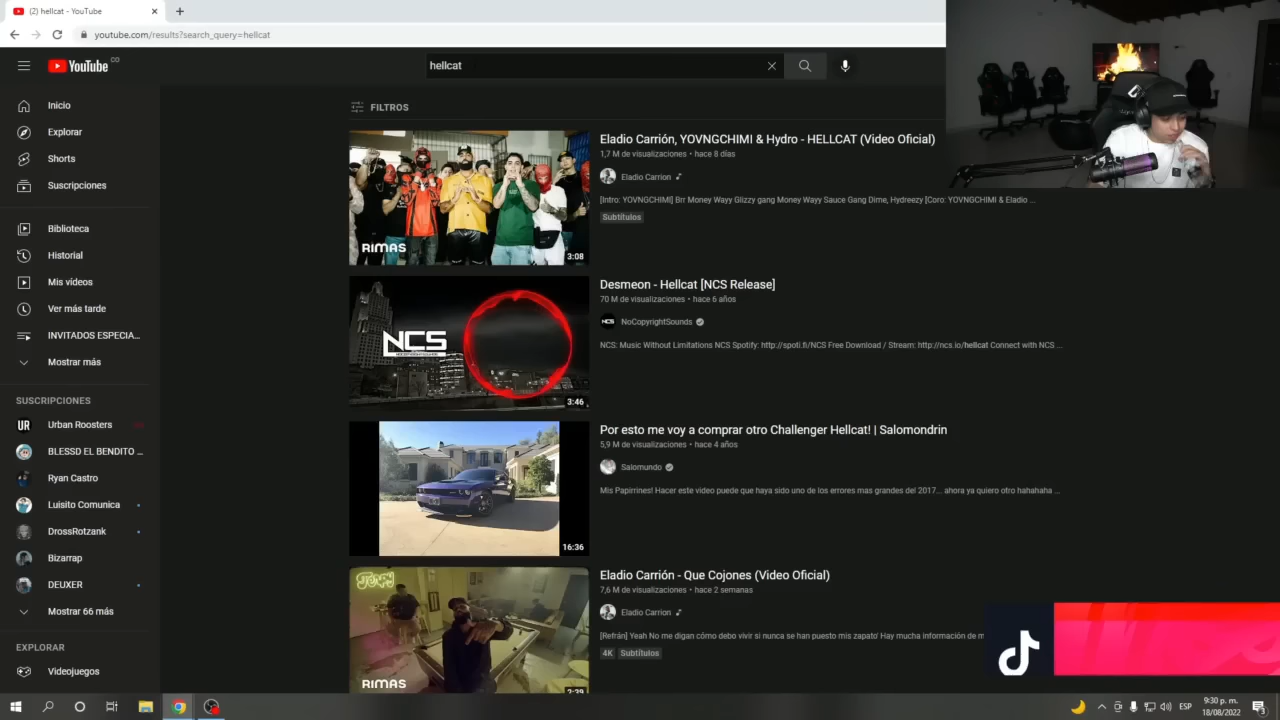 (2) hellcat - YouTube
youtube.com/results?search_query=hellcat
YouTube CO
hellcat
FILTROS
Inicio
Explorar
Shorts
Suscripciones
Biblioteca
Historial
Mis vídeos
Ver más tarde
INVITADOS ESPECIA...
Mostrar más
SUSCRIPCIONES
Urban Roosters
BLESSD EL BENDITO ...
Ryan Castro
Luisito Comunica
DrossRotzank
Bizarrap
DEUXER
Mostrar 66 más
EXPLORAR
Videojuegos
RIMAS
3:08
Eladio Carrión, YOVNGCHIMI & Hydro - HELLCAT (Video Oficial)
1,7 M de visualizaciones • hace 8 días
Eladio Carrion
[Intro: YOVNGCHIMI] Brr Money Wayy Glizzy gang Money Wayy Sauce Gang Dime, Hydreezy [Coro: YOVNGCHIMI & Eladio ...
Subtítulos
NCS
3:46
Desmeon - Hellcat [NCS Release]
70 M de visualizaciones • hace 6 años
NCS
NoCopyrightSounds
NCS: Music Without Limitations NCS Spotify: http://spoti.fi/NCS Free Download / Stream: http://ncs.io/hellcat Connect with NCS ...
16:36
Por esto me voy a comprar otro Challenger Hellcat! | Salomondrin
5,9 M de visualizaciones • hace 4 años
Salomundo
Mis Papirrines! Hacer este video puede que haya sido uno de los errores mas grandes del 2017... ahora ya quiero otro hahahaha ...
RIMAS
2:39
Eladio Carrión - Que Cojones (Video Oficial)
7,6 M de visualizaciones • hace 2 semanas
Eladio Carrion
[Refrán] Yeah No me digan cómo debo vivir si nunca se han puesto mis zapato' Hay mucha información de m
4K Subtítulos
ESP
9:30 p. m.
18/08/2022
3